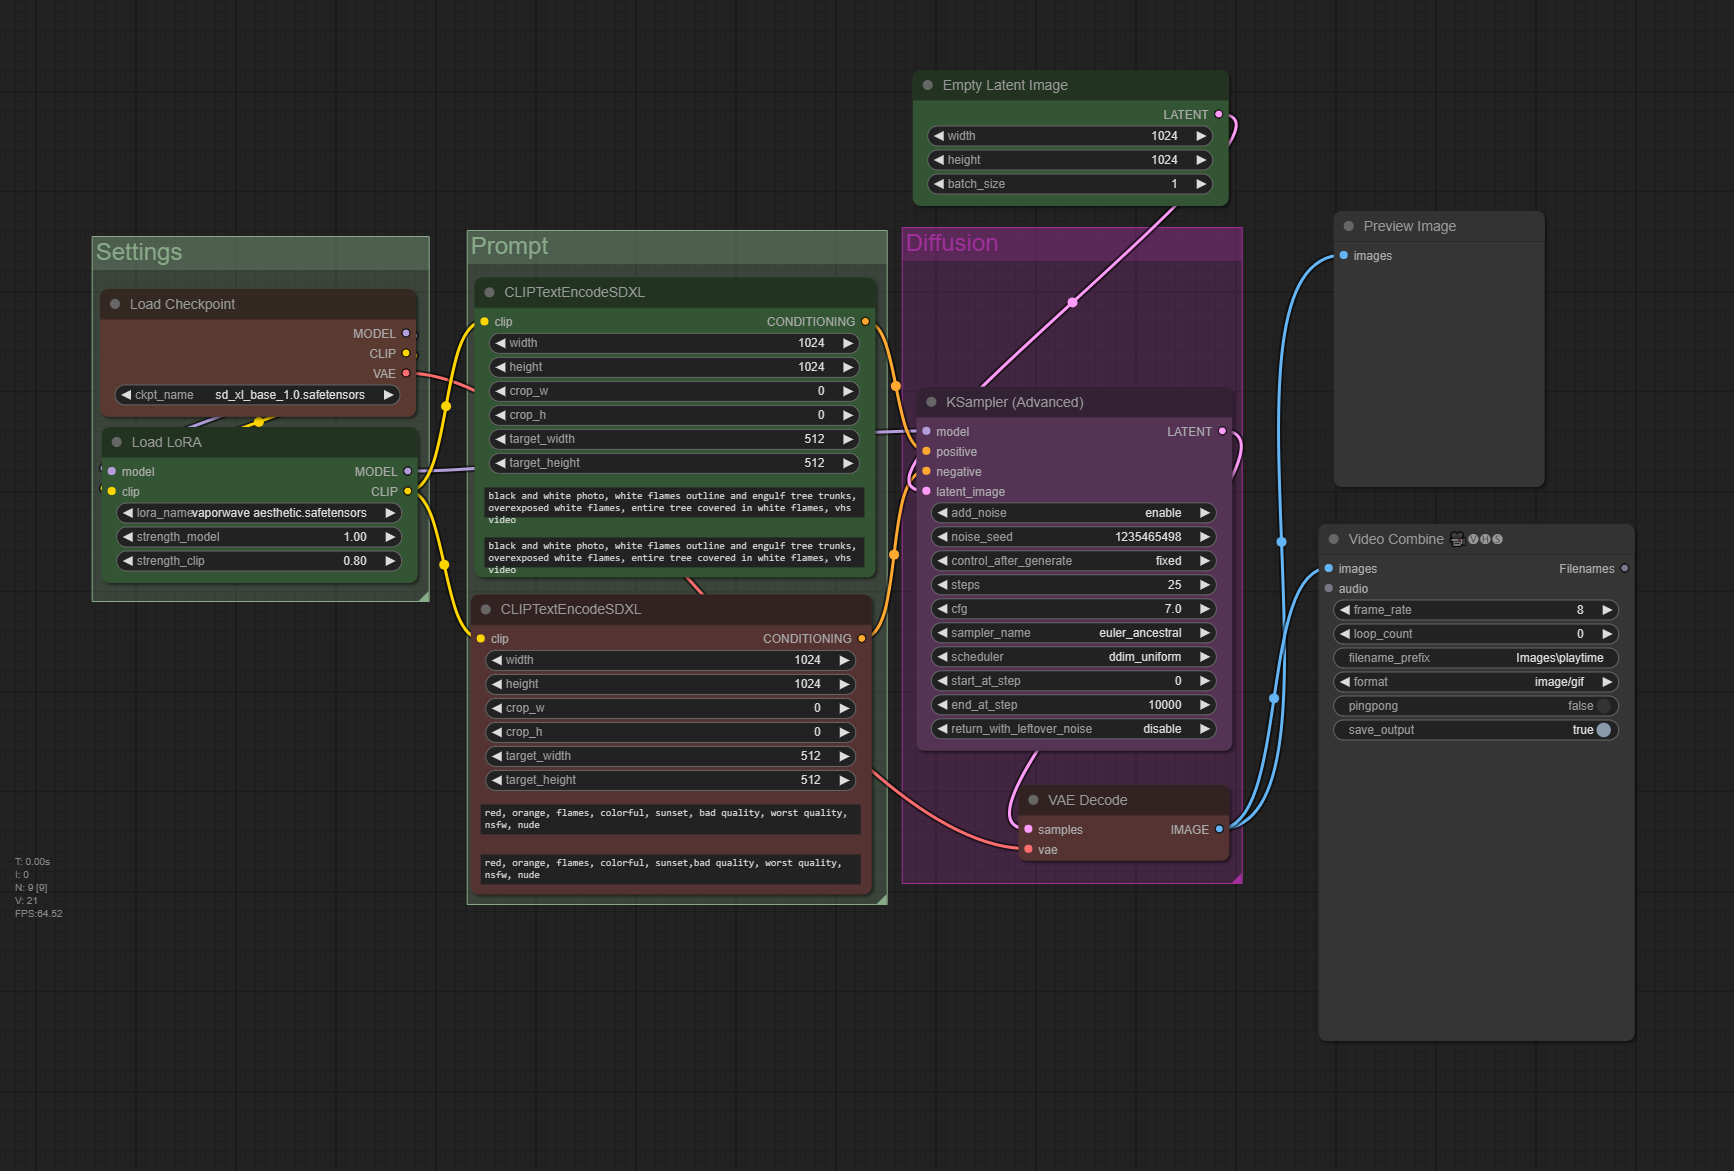 Settings
Load Checkpoint
MODEL
CLIP
VAE
ckpt_name sd_xl_base_1.0.safetensors
Load LoRA
model MODEL
clip CLIP
lora_name vaporwave aesthetic.safetensors
strength_model 1.00
strength_clip 0.80
Prompt
CLIPTextEncodeSDXL
clip CONDITIONING
width 1024
height 1024
crop_w 0
crop_h 0
target_width 512
target_height 512
black and white photo, white flames outline and engulf tree trunks,
overexposed white flames, entire tree covered in white flames, vhs
video
black and white photo, white flames outline and engulf tree trunks,
overexposed white flames, entire tree covered in white flames, vhs
video
CLIPTextEncodeSDXL
clip CONDITIONING
width 1024
height 1024
crop_w 0
crop_h 0
target_width 512
target_height 512
red, orange, flames, colorful, sunset, bad quality, worst quality,
nsfw, nude
red, orange, flames, colorful, sunset,bad quality, worst quality,
nsfw, nude
Empty Latent Image
LATENT
width 1024
height 1024
batch_size 1
Diffusion
KSampler (Advanced)
model LATENT
positive
negative
latent_image
add_noise enable
noise_seed 1235465498
control_after_generate fixed
steps 25
cfg 7.0
sampler_name euler_ancestral
scheduler ddim_uniform
start_at_step 0
end_at_step 10000
return_with_leftover_noise disable
VAE Decode
samples IMAGE
vae
Preview Image
images
Video Combine 🎥🅥🅗🅢
images Filenames
audio
frame_rate 8
loop_count 0
filename_prefix Images\playtime
format image/gif
pingpong false
save_output true
T: 0.00s
I: 0
N: 9 [9]
V: 21
FPS:64.52